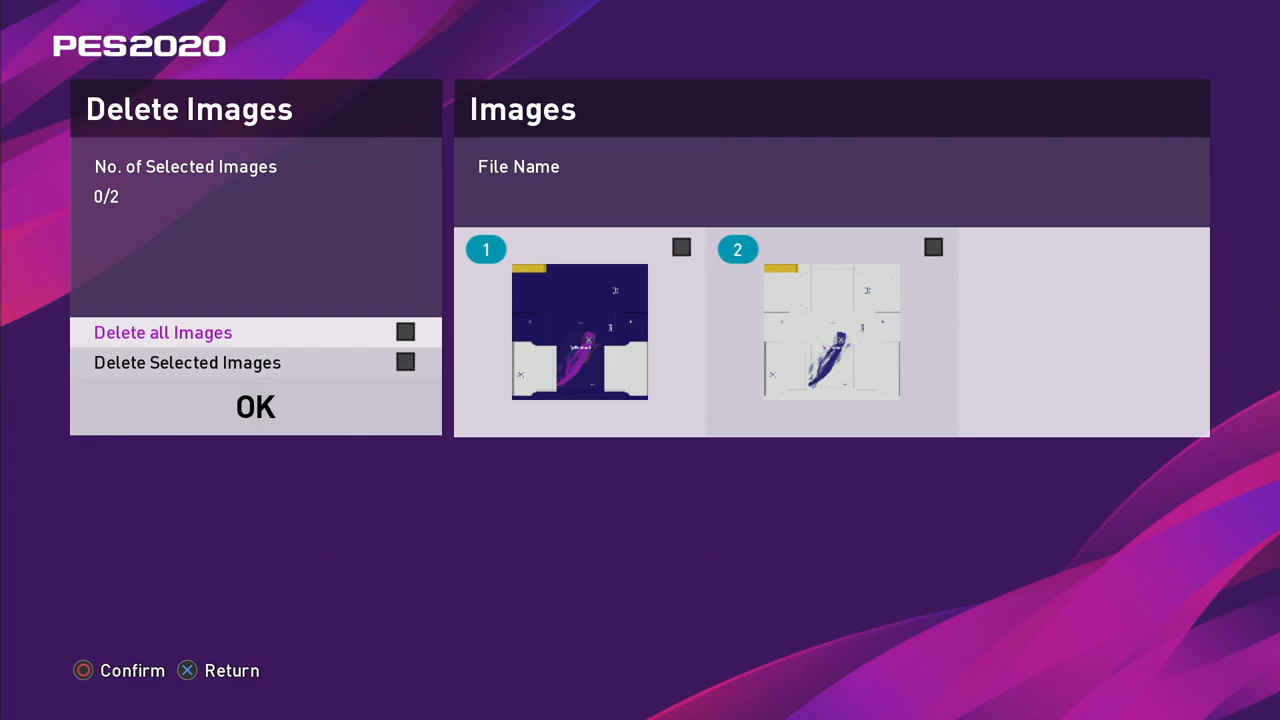 PES2020
Delete Images
No. of Selected Images
0/2
Delete all Images
Delete Selected Images
OK
Images
File Name
1
2
Confirm
Return